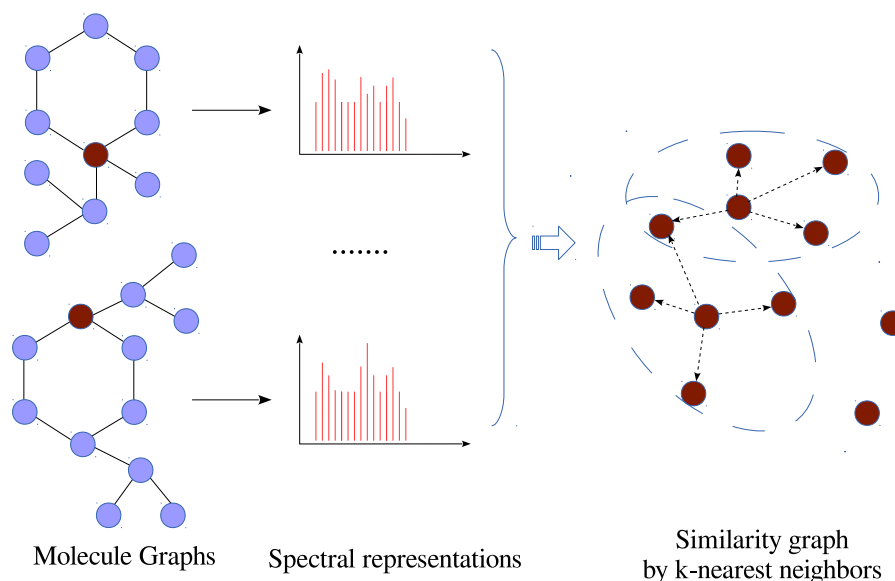 Molecule Graphs
Spectral representations
Similarity graph
by k-nearest neighbors